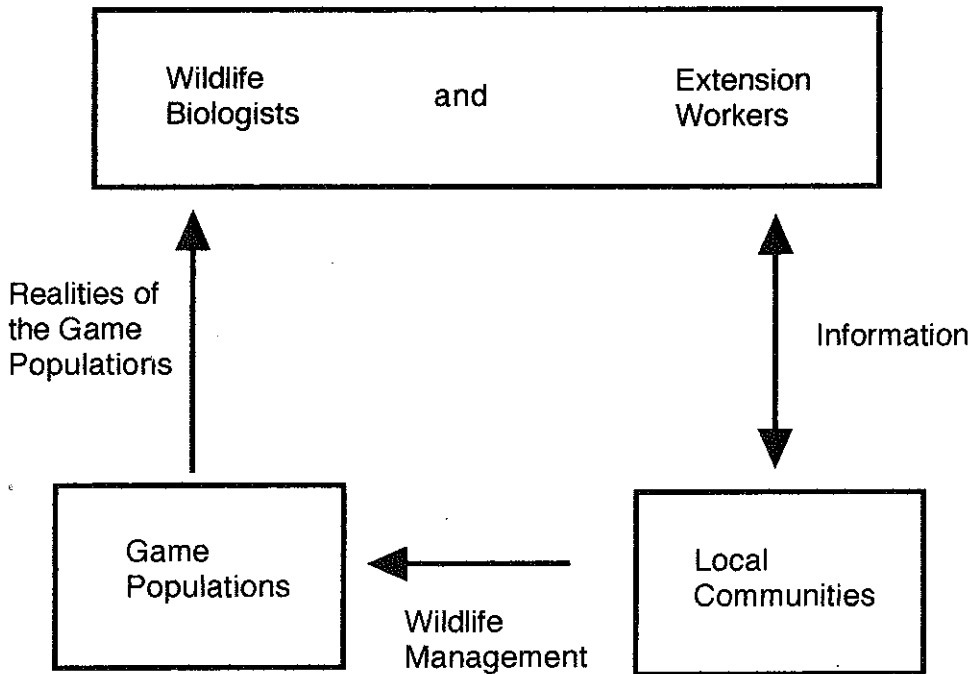 Wildlife
Biologists
and
Extension
Workers
Realities of
the Game
Populations
Information
Game
Populations
Wildlife
Management
Local
Communities